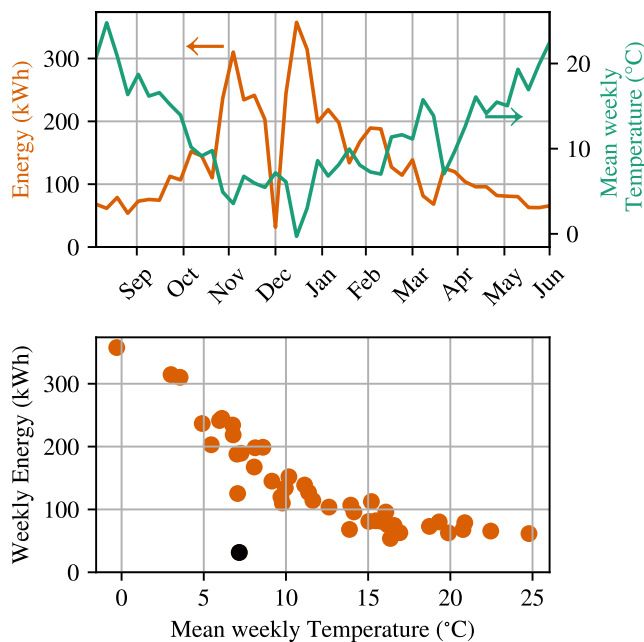 300
200
100
0
Energy (kWh)
20
10
0
Mean weekly
Temperature (°C)
Sep
Oct
Nov
Dec
Jan
Feb
Mar
Apr
May
Jun
300
200
100
0
Weekly Energy
(kWh)
0
5
10
15
20
25
Mean weekly Temperature (°C)